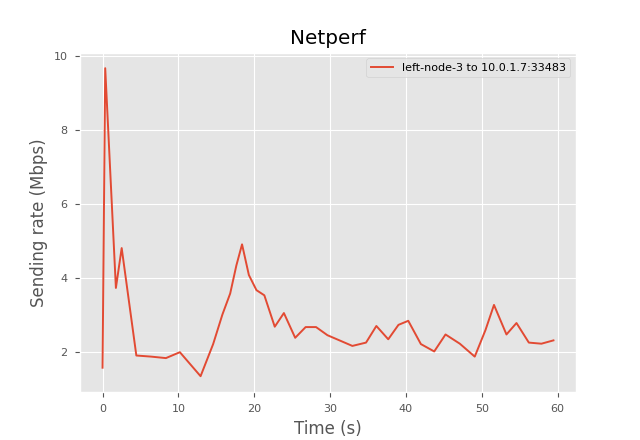 Netperf
left-node-3 to 10.0.1.7:33483
Sending rate (Mbps)
10
8
6
4
2
0 10 20 30 40 50 60
Time (s)